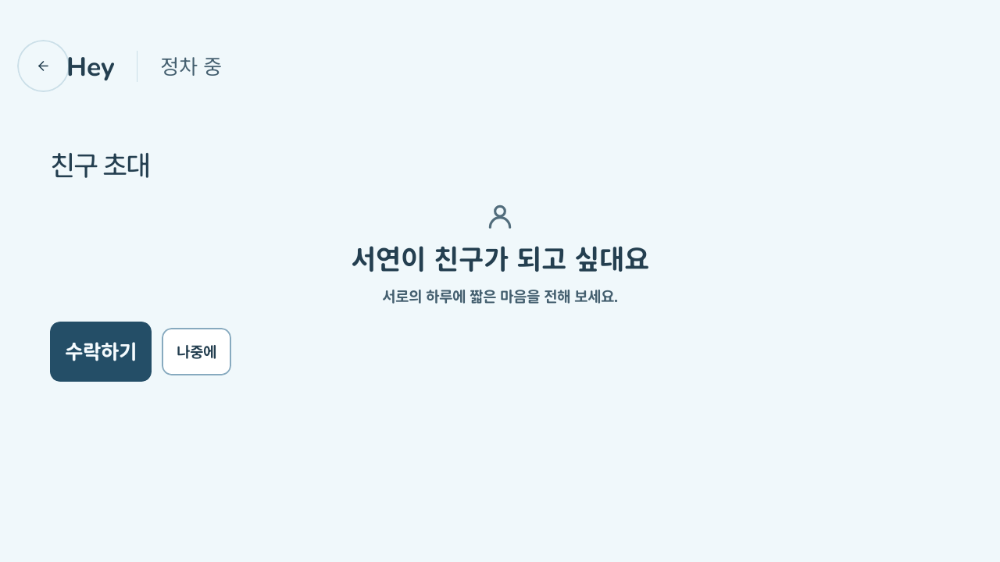 Hey 정차 중
친구 초대
서연이 친구가 되고 싶대요
서로의 하루에 짧은 마음을 전해 보세요.
수락하기 나중에